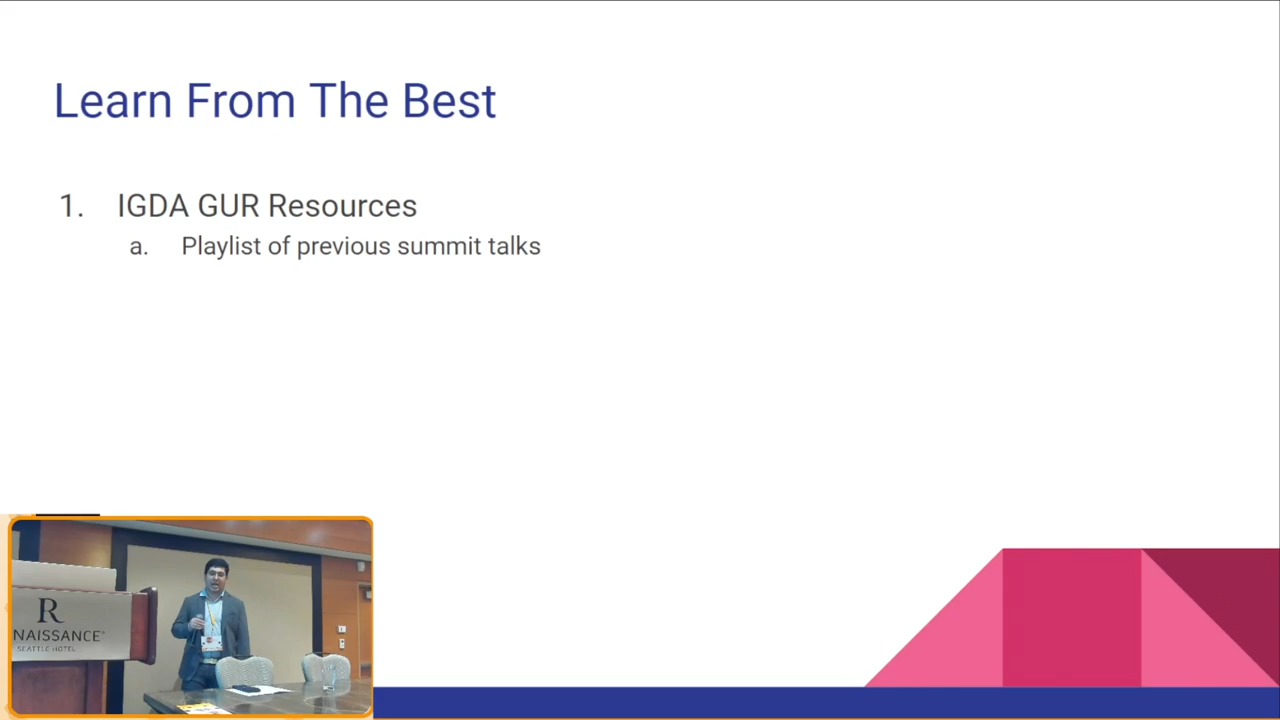 Learn From The Best
1. IGDA GUR Resources
a. Playlist of previous summit talks
R
NAISSANCE
SEATTLE HOTEL